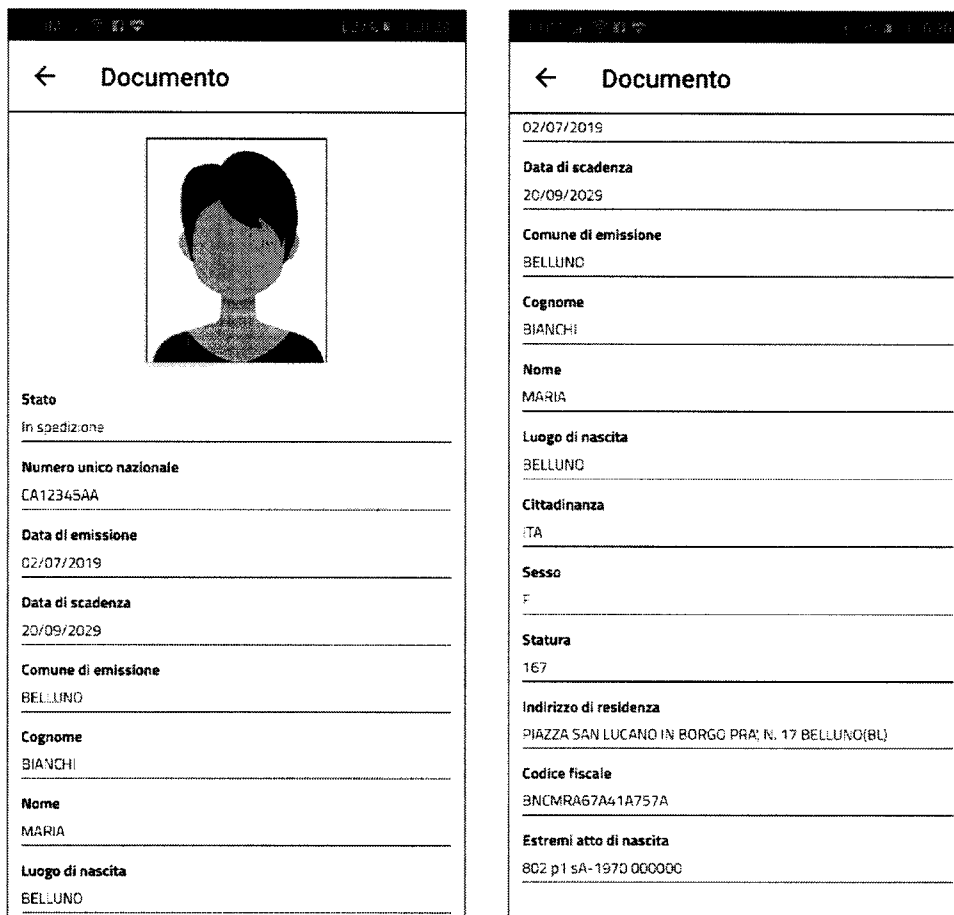 ← Documento
Stato
In spedizione
Numero unico nazionale
CA12345AA
Data di emissione
02/07/2019
Data di scadenza
20/09/2029
Comune di emissione
BELLUNO
Cognome
BIANCHI
Nome
MARIA
Luogo di nascita
BELLUNO
← Documento
02/07/2019
Data di scadenza
20/09/2029
Comune di emissione
BELLUNO
Cognome
BIANCHI
Nome
MARIA
Luogo di nascita
BELLUNO
Cittadinanza
ITA
Sesso
F
Statura
167
Indirizzo di residenza
PIAZZA SAN LUCANO IN BORGO PRA', N. 17 BELLUNO(BL)
Codice fiscale
BNCMRA67A41A757A
Estremi atto di nascita
802 p1 sA-1970 000000